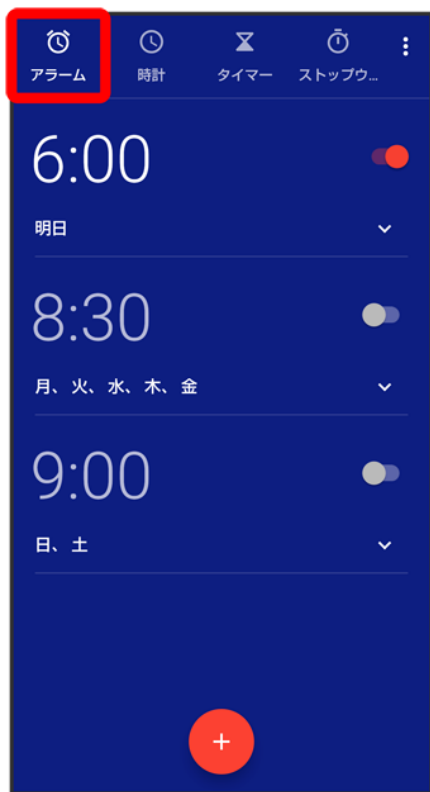 アラーム 時計 タイマー ストップウ...
6:00
明日
8:30
月、火、水、木、金
9:00
日、土